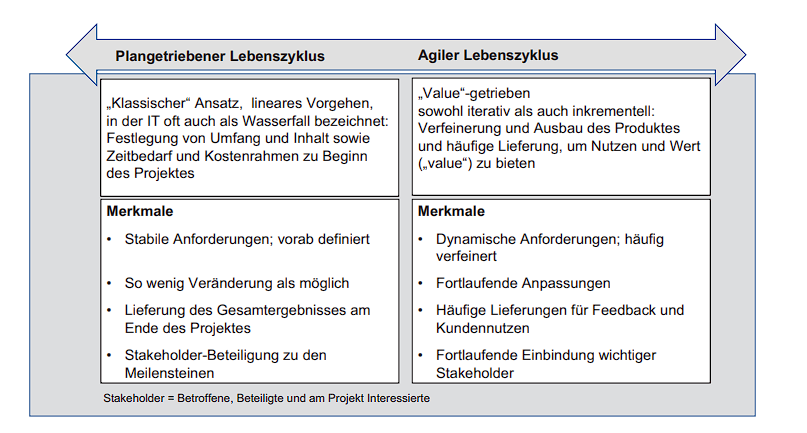 Plangetriebener Lebenszyklus
Agiler Lebenszyklus
„Klassischer“ Ansatz, lineares Vorgehen,
in der IT oft auch als Wasserfall bezeichnet:
Festlegung von Umfang und Inhalt sowie
Zeitbedarf und Kostenrahmen zu Beginn
des Projektes
„Value“-getrieben
sowohl iterativ als auch inkrementell:
Verfeinerung und Ausbau des Produktes
und häufige Lieferung, um Nutzen und Wert
(„value“) zu bieten
Merkmale
• Stabile Anforderungen; vorab definiert
• So wenig Veränderung als möglich
• Lieferung des Gesamtergebnisses am
Ende des Projektes
• Stakeholder-Beteiligung zu den
Meilensteinen
Merkmale
• Dynamische Anforderungen; häufig
verfeinert
• Fortlaufende Anpassungen
• Häufige Lieferungen für Feedback und
Kundennutzen
• Fortlaufende Einbindung wichtiger
Stakeholder
Stakeholder = Betroffene, Beteiligte und am Projekt Interessierte